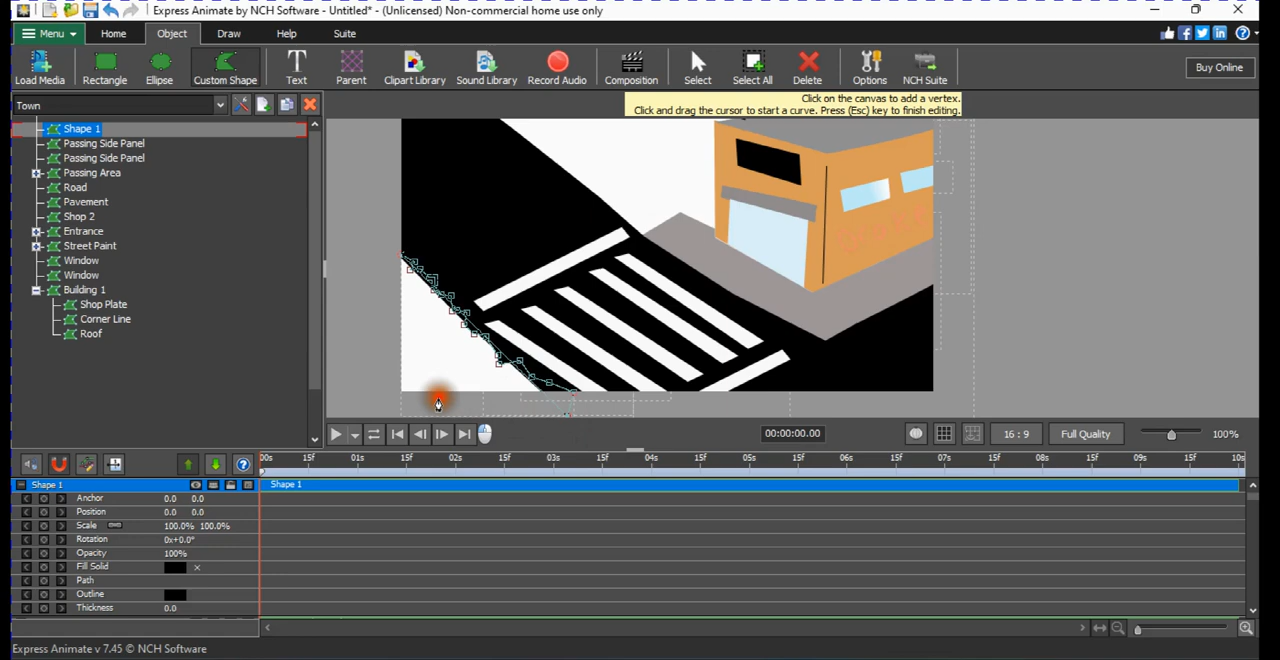 Express Animate by NCH Software - Untitled* - (Unlicensed) Non-commercial home use only
Menu Home Object Draw Help Suite
Load Media Rectangle Ellipse Custom Shape Text Parent Clipart Library Sound Library Record Audio Composition Select Select All Delete Options NCH Suite Buy Online
Town
Click on the canvas to add a vertex.
Click and drag the cursor to start a curve. Press (Esc) key to finish editing.
Shape 1
Passing Side Panel
Passing Side Panel
Passing Area
Road
Pavement
Shop 2
Entrance
Street Paint
Window
Window
Building 1
Shop Plate
Corner Line
Roof
00:00:00.00 16 : 9 Full Quality 100%
00s 15f 01s 15f 02s 15f 03s 15f 04s 15f 05s 15f 06s 15f 07s 15f 08s 15f 09s 15f 10s
Shape 1 Shape 1
Anchor 0.0 0.0
Position 0.0 0.0
Scale 100.0% 100.0%
Rotation 0x+0.0°
Opacity 100%
Fill Solid
Path
Outline
Thickness 0.0
Express Animate v 7.45 © NCH Software